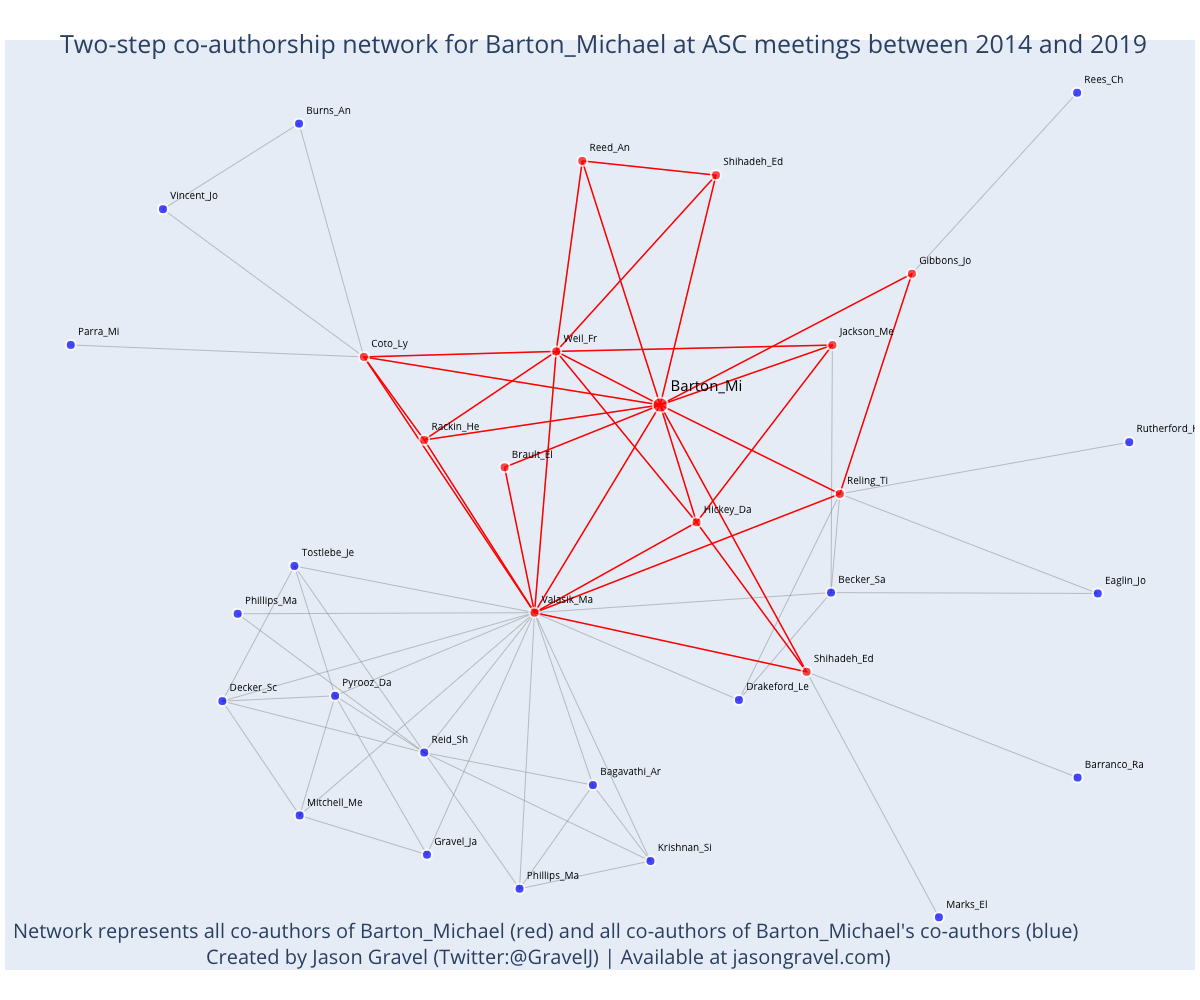 Two-step co-authorship network for Barton_Michael at ASC meetings between 2014 and 2019
Rees_Ch
Burns_An
Reed_An
Shihadeh_Ed
Vincent_Jo
Gibbons_Jo
Parra_Mi
Coto_Ly
Weil_Fr
Jackson_Me
Barton_Mi
Rackin_He
Rutherford_
Brault_El
Reling_Ti
Hickey_Da
Tostlebe_Je
Becker_Sa
Eaglin_Jo
Phillips_Ma
Valasik_Ma
Shihadeh_Ed
Decker_Sc
Pyrooz_Da
Drakeford_Le
Reid_Sh
Bagavathi_Ar
Barranco_Ra
Mitchell_Me
Gravel_Ja
Krishnan_Si
Phillips_Ma
Marks_El
Network represents all co-authors of Barton_Michael (red) and all co-authors of Barton_Michael's co-authors (blue)
Created by Jason Gravel (Twitter:@GravelJ) | Available at jasongravel.com)